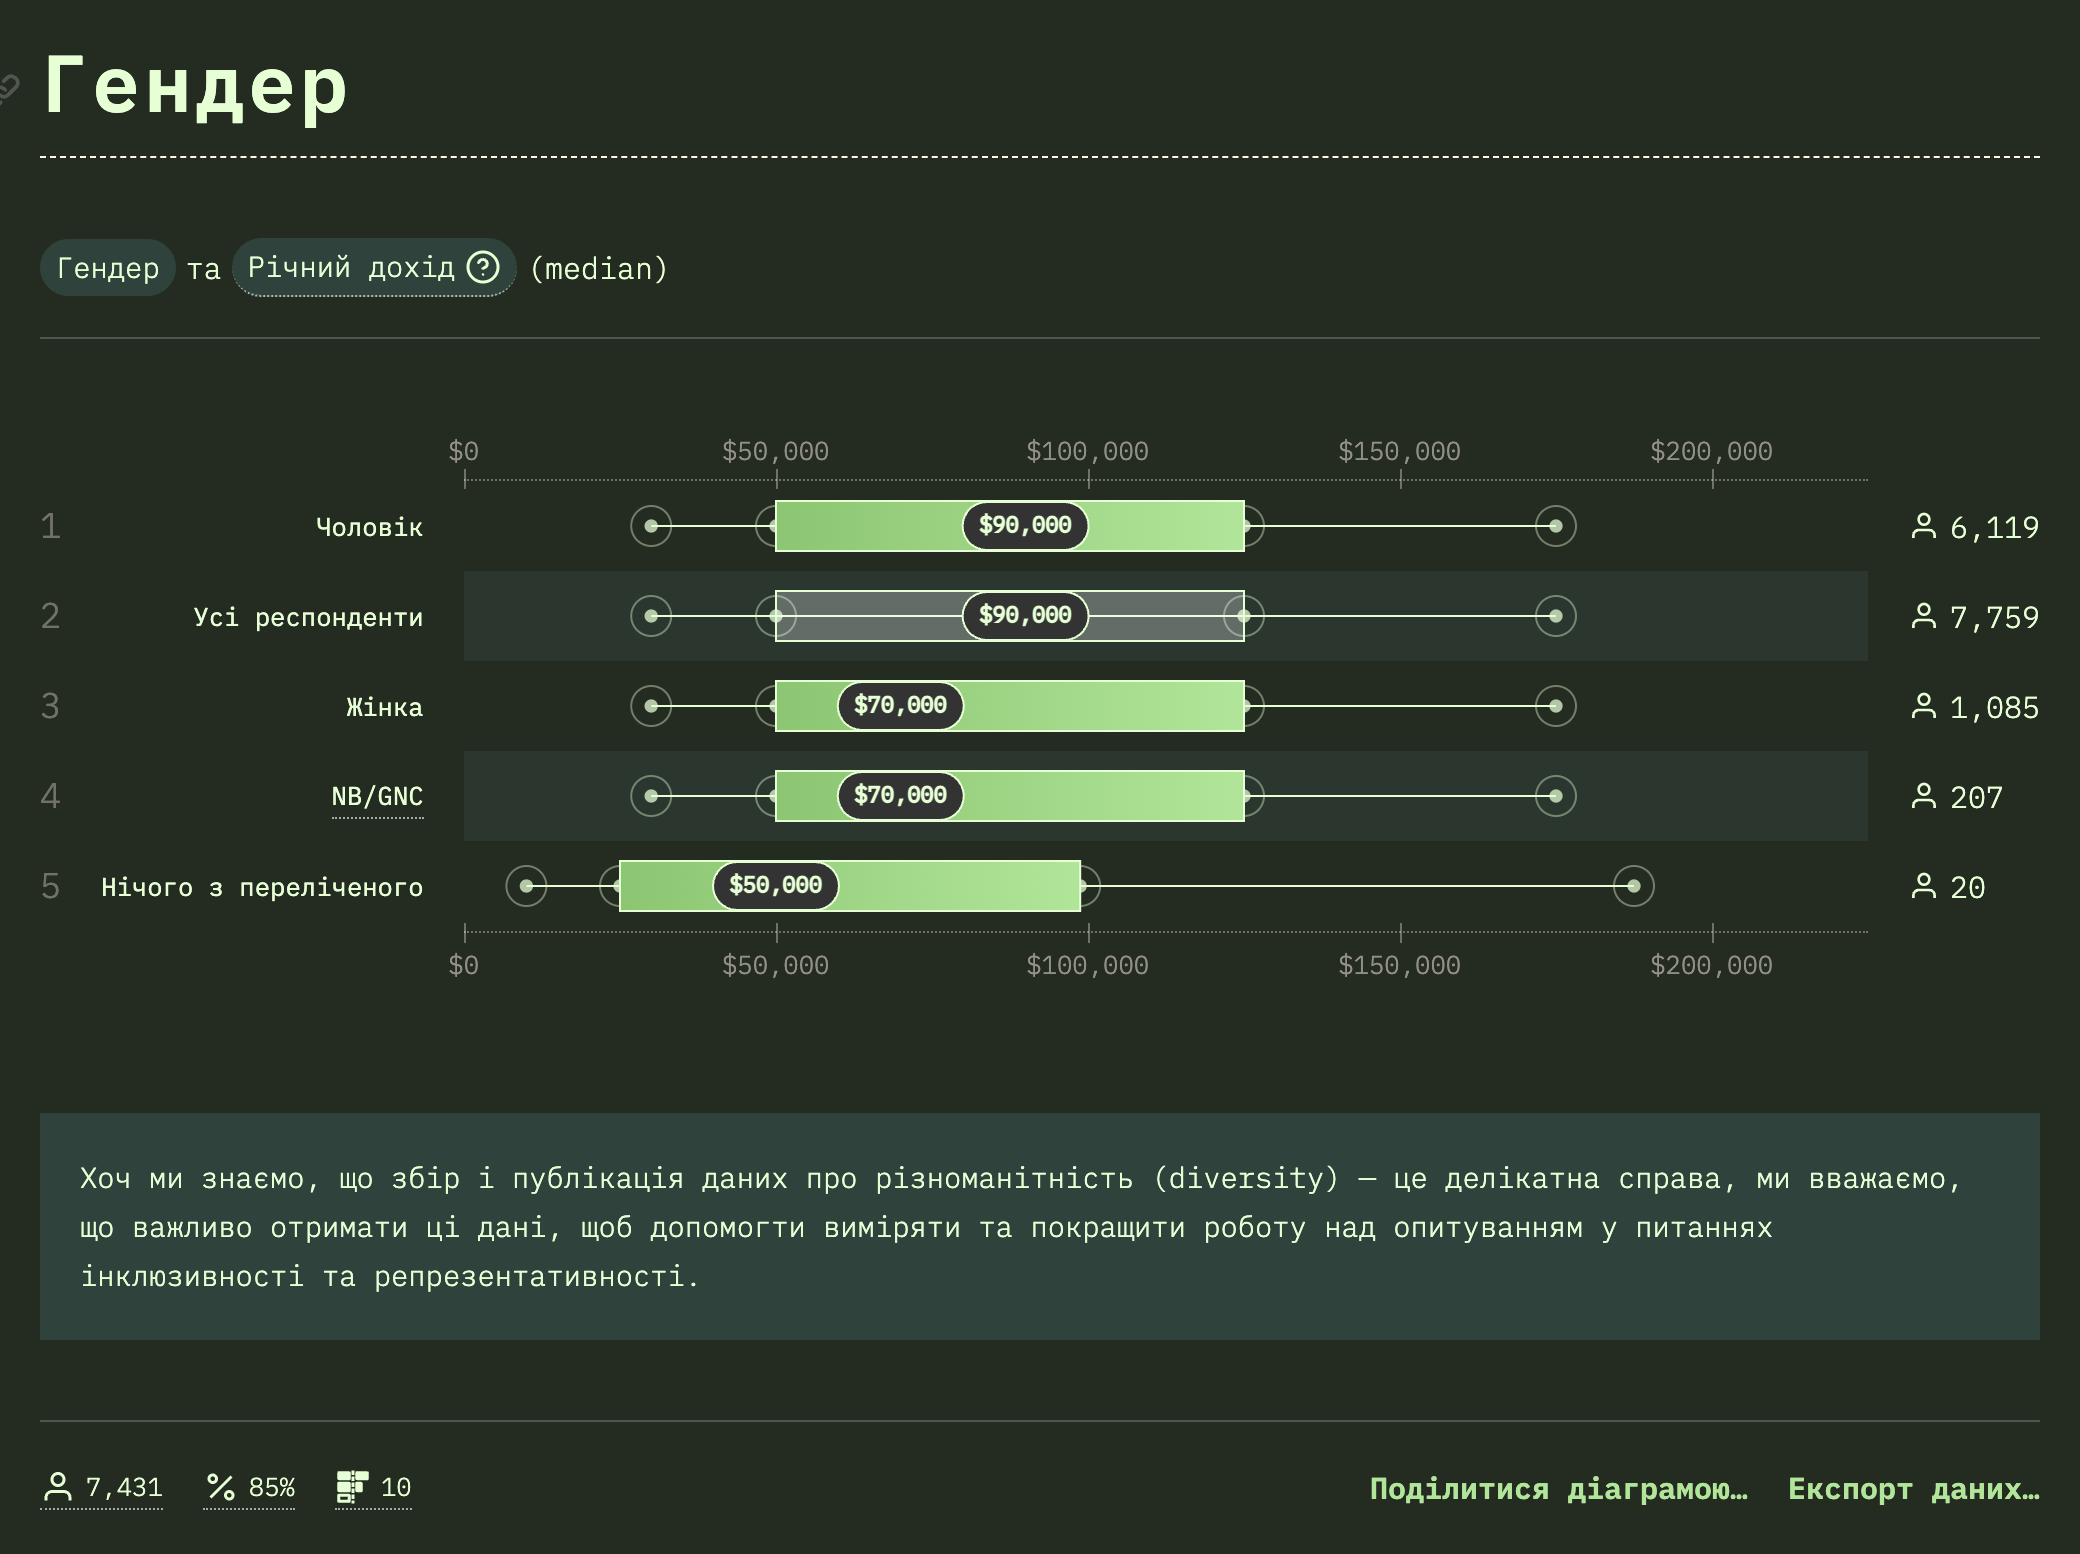 Гендер
Гендер та Річний дохід (median)
$0 $50,000 $100,000 $150,000 $200,000
1 Чоловік $90,000 6,119
2 Усі респонденти $90,000 7,759
3 Жінка $70,000 1,085
4 NB/GNC $70,000 207
5 Нічого з переліченого $50,000 20
$0 $50,000 $100,000 $150,000 $200,000
Хоч ми знаємо, що збір і публікація даних про різноманітність (diversity) — це делікатна справа, ми вважаємо,
що важливо отримати ці дані, щоб допомогти виміряти та покращити роботу над опитуванням у питаннях
інклюзивності та репрезентативності.
7,431 85% 10 Поділитися діаграмою… Експорт даних…